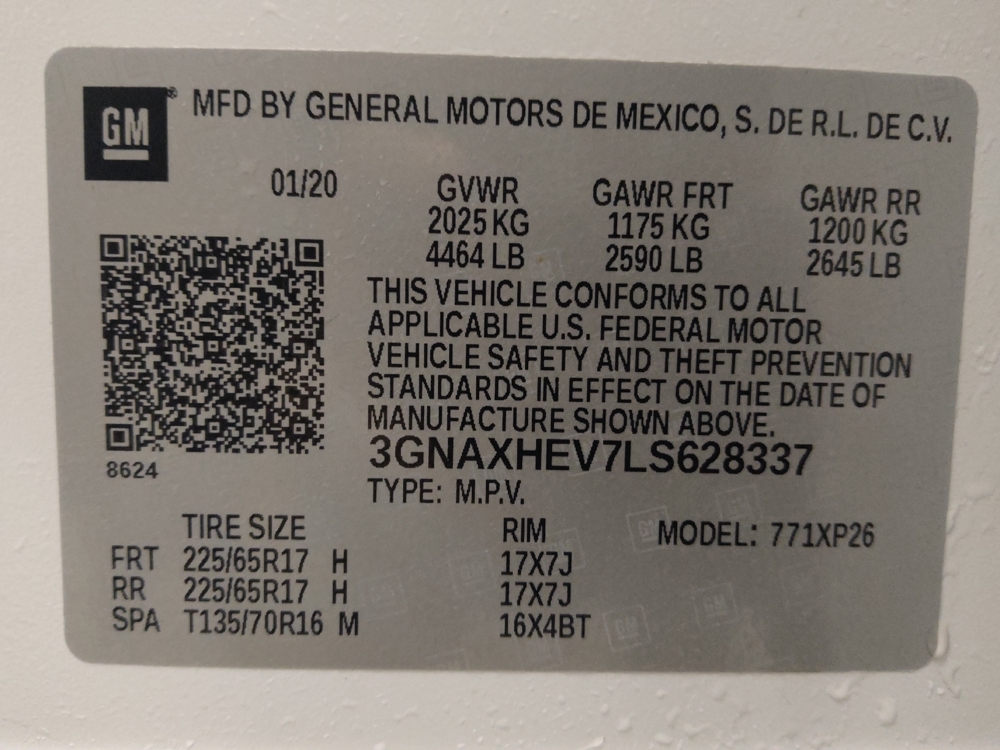 GM® MFD BY GENERAL MOTORS DE MEXICO, S. DE R.L. DE C.V.
01/20 GVWR GAWR FRT GAWR RR
2025 KG 1175 KG 1200 KG
4464 LB 2590 LB 2645 LB
THIS VEHICLE CONFORMS TO ALL
APPLICABLE U.S. FEDERAL MOTOR
VEHICLE SAFETY AND THEFT PREVENTION
STANDARDS IN EFFECT ON THE DATE OF
MANUFACTURE SHOWN ABOVE.
3GNAXHEV7LS628337
8624
TYPE: M.P.V.
TIRE SIZE RIM MODEL: 771XP26
FRT 225/65R17 H 17X7J
RR 225/65R17 H 17X7J
SPA T135/70R16 M 16X4BT